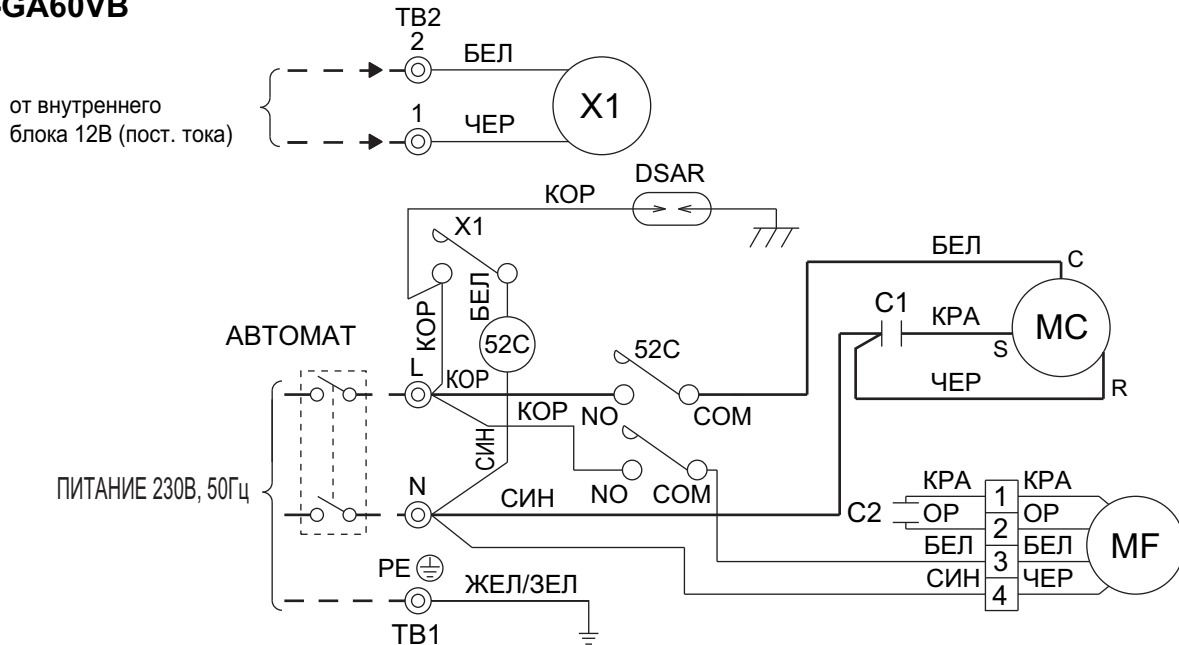 GA60VB
TB2
2
БЕЛ
X1
от внутреннего
блока 12В (пост. тока)
1
ЧЕР
DSAR
КОР
X1
БЕЛ
C
БЕЛ
КОР
C1
КРА
MC
S
АВТОМАТ
52C
52C
L
КОР
ЧЕР
R
КОР
NO
COM
СИН
ПИТАНИЕ 230В, 50Гц
N
СИН
NO
COM
КРА
1
КРА
C2
ОР
2
ОР
MF
БЕЛ
3
БЕЛ
СИН
4
ЧЕР
PE
ЖЕЛ/ЗЕЛ
TB1